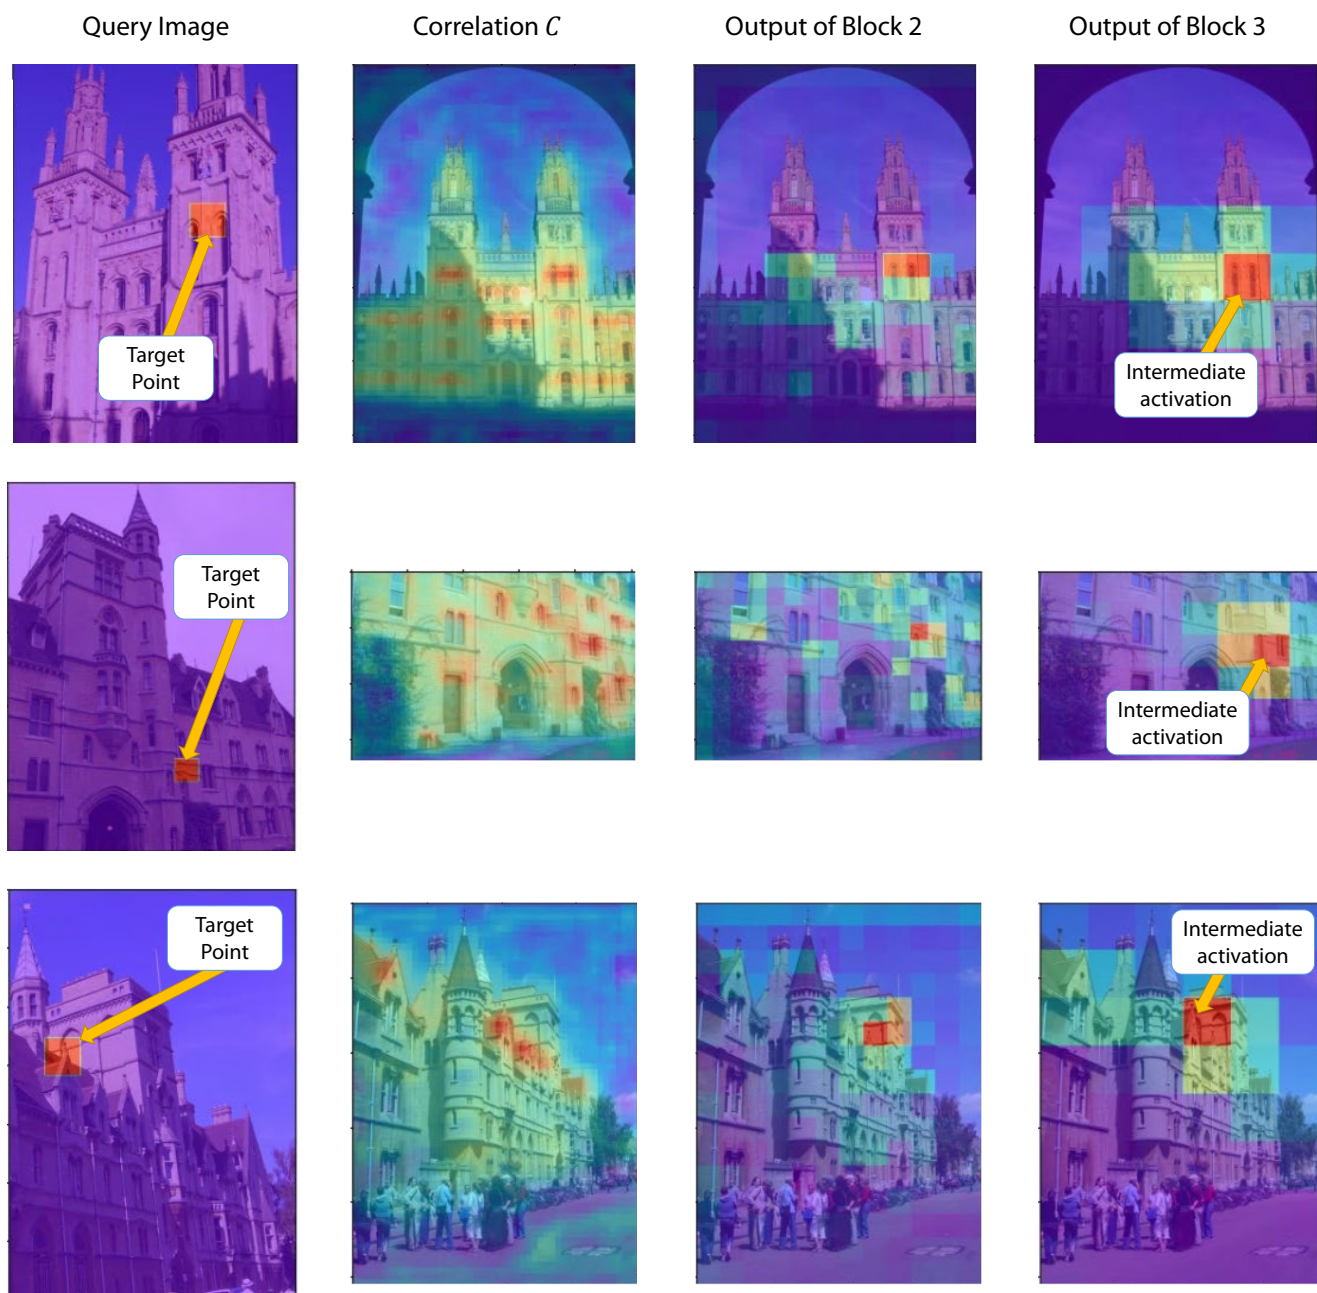 Query Image
Correlation C
Output of Block 2
Output of Block 3
Target
Point
Intermediate
activation
Target
Point
Intermediate
activation
Target
Point
Intermediate
activation